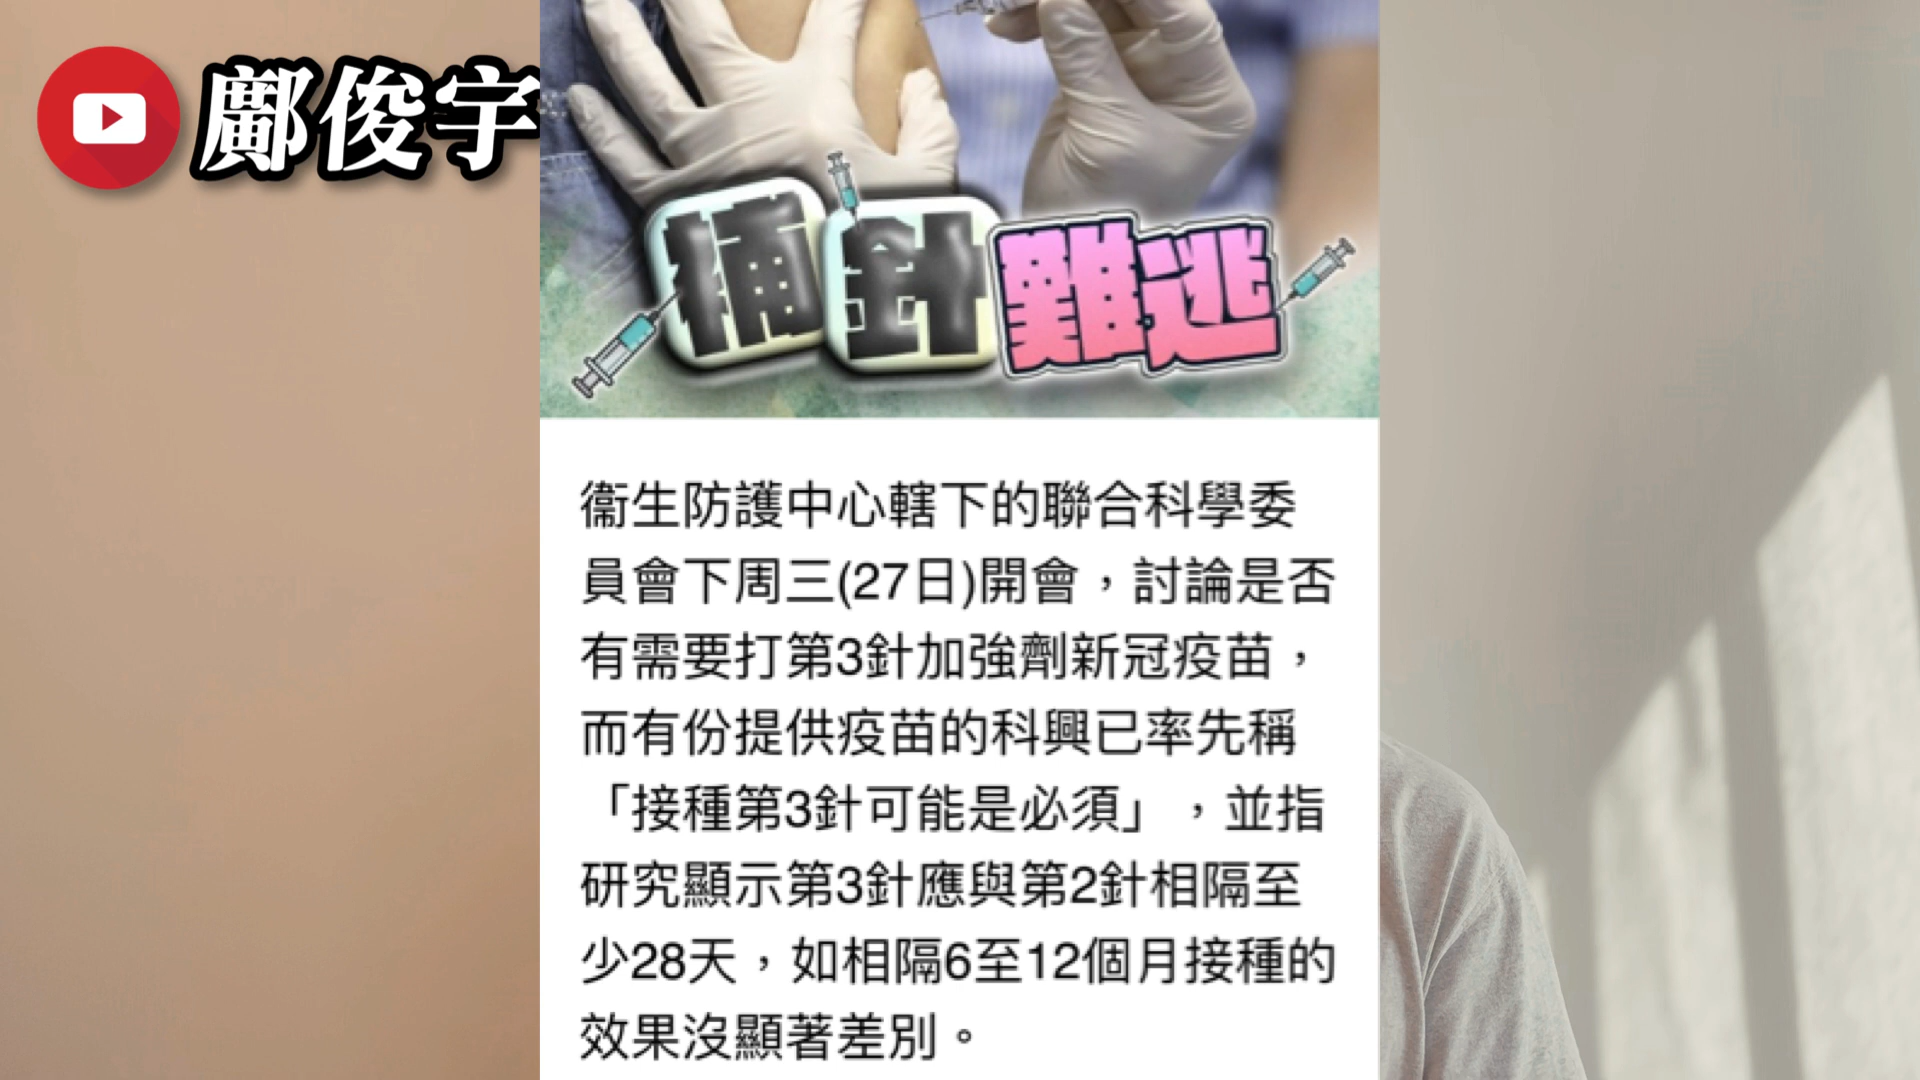 鄺俊宇
補針難逃
衞生防護中心轄下的聯合科學委
員會下周三(27日)開會，討論是否
有需要打第3針加強劑新冠疫苗，
而有份提供疫苗的科興已率先稱
「接種第3針可能是必須」，並指
研究顯示第3針應與第2針相隔至
少28天，如相隔6至12個月接種的
效果沒顯著差別。